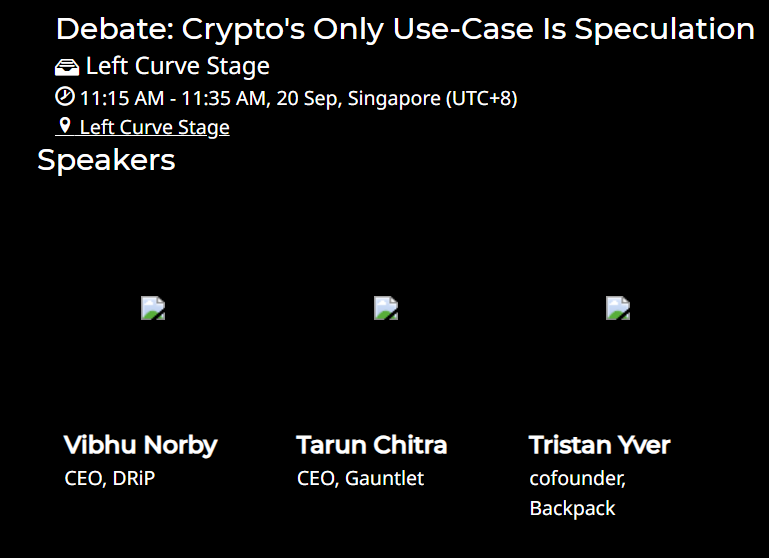 Debate: Crypto's Only Use-Case Is Speculation
Left Curve Stage
11:15 AM - 11:35 AM, 20 Sep, Singapore (UTC+8)
Left Curve Stage
Speakers
Vibhu Norby
CEO, DRiP
Tarun Chitra
CEO, Gauntlet
Tristan Yver
cofounder,
Backpack